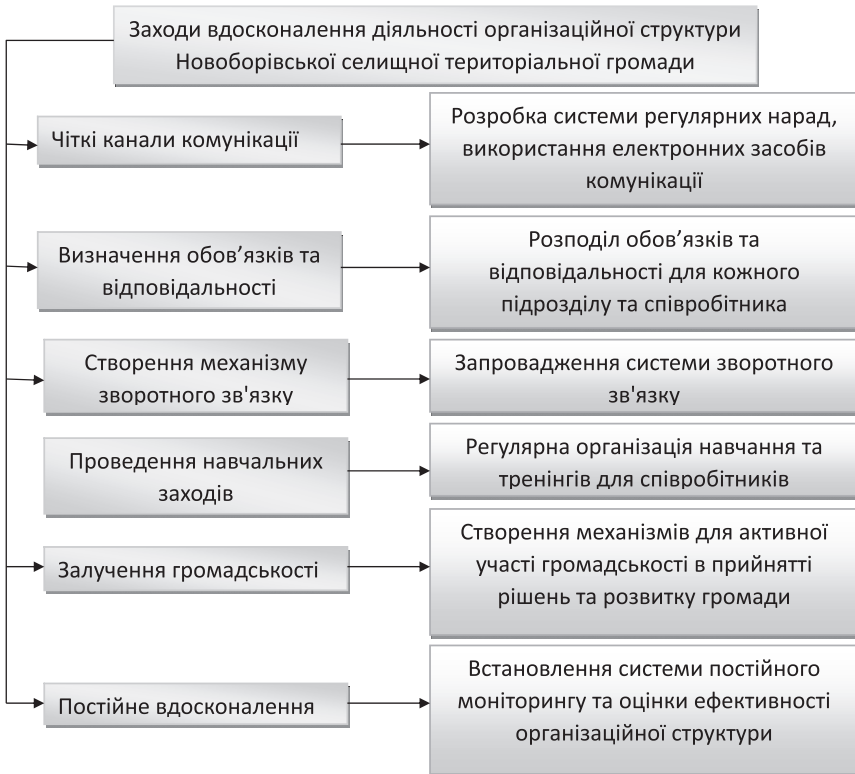 Заходи вдосконалення діяльності організаційної структури
Новоборівської селищної територіальної громади
Чіткі канали комунікації
Розробка системи регулярних нарад,
використання електронних засобів
комунікації
Визначення обов’язків та
відповідальності
Розподіл обов’язків та
відповідальності для кожного
підрозділу та співробітника
Створення механізму
зворотного зв'язку
Запровадження системи зворотного
зв'язку
Проведення навчальних
заходів
Регулярна організація навчання та
тренінгів для співробітників
Залучення громадськості
Створення механізмів для активної
участі громадськості в прийнятті
рішень та розвитку громади
Постійне вдосконалення
Встановлення системи постійного
моніторингу та оцінки ефективності
організаційної структури